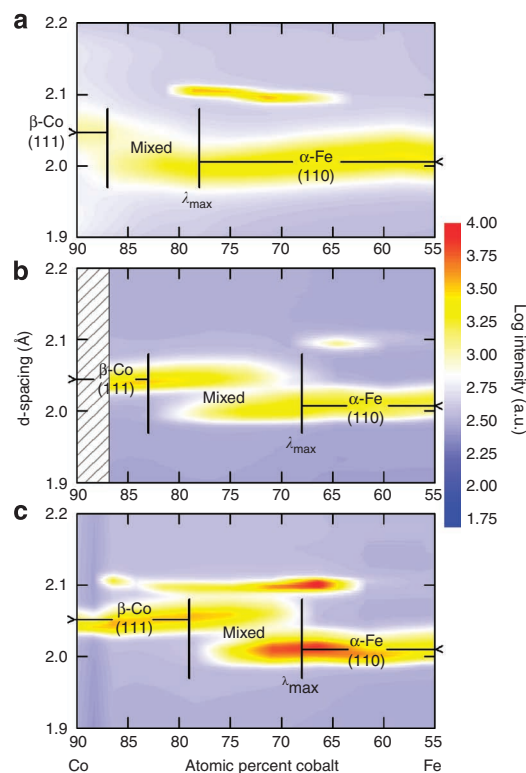 a
2.2
2.1
2.0
1.9
β-Co
(111)
Mixed
α-Fe
(110)
λmax
90 85 80 75 70 65 60 55
b
2.2
2.1
2.0
1.9
β-Co
(111)
Mixed
α-Fe
(110)
λmax
90 85 80 75 70 65 60 55
d-spacing (Å)
c
2.2
2.1
2.0
1.9
β-Co
(111)
Mixed
α-Fe
(110)
λmax
90 85 80 75 70 65 60 55
Co Atomic percent cobalt Fe
4.00
3.75
3.50
3.25
3.00
2.75
2.50
2.25
2.00
1.75
Log intensity (a.u.)